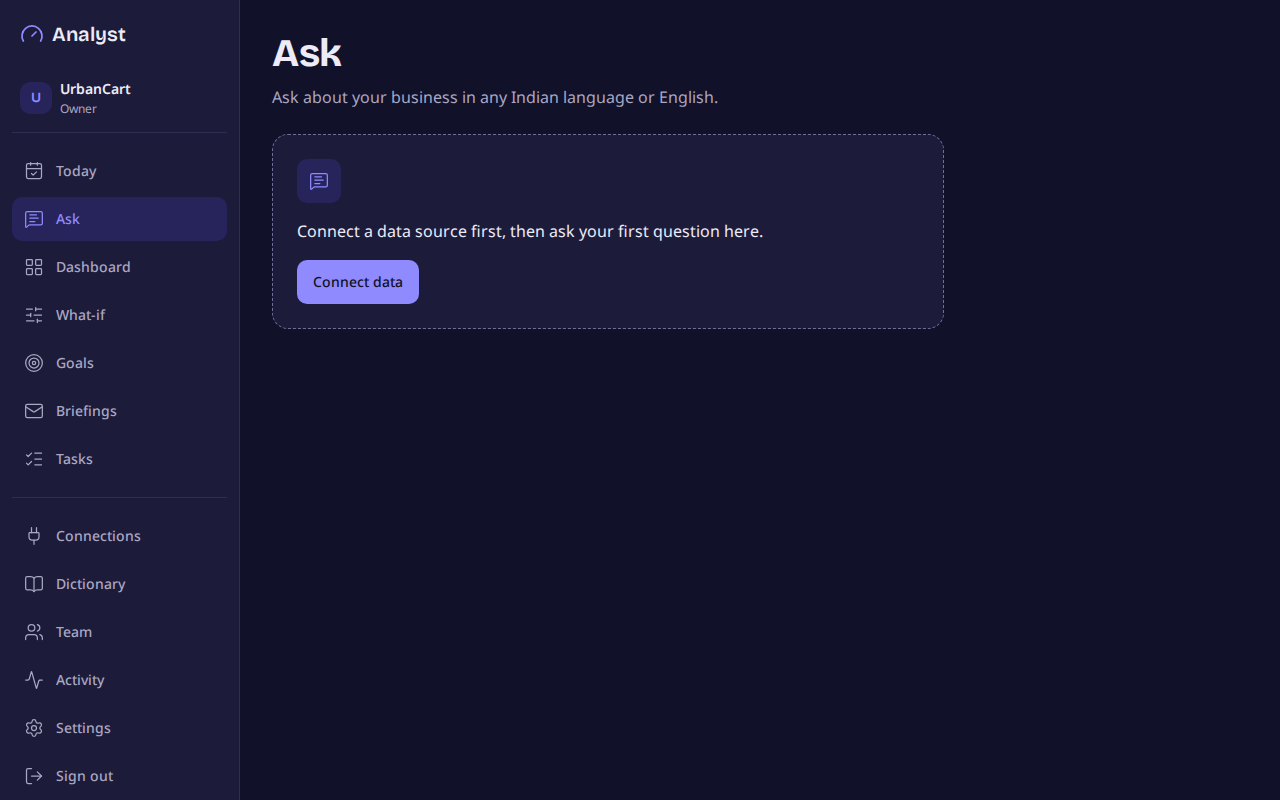 Analyst
U
UrbanCart
Owner
Today
Ask
Dashboard
What-if
Goals
Briefings
Tasks
Connections
Dictionary
Team
Activity
Settings
Sign out
Ask
Ask about your business in any Indian language or English.
Connect a data source first, then ask your first question here.
Connect data